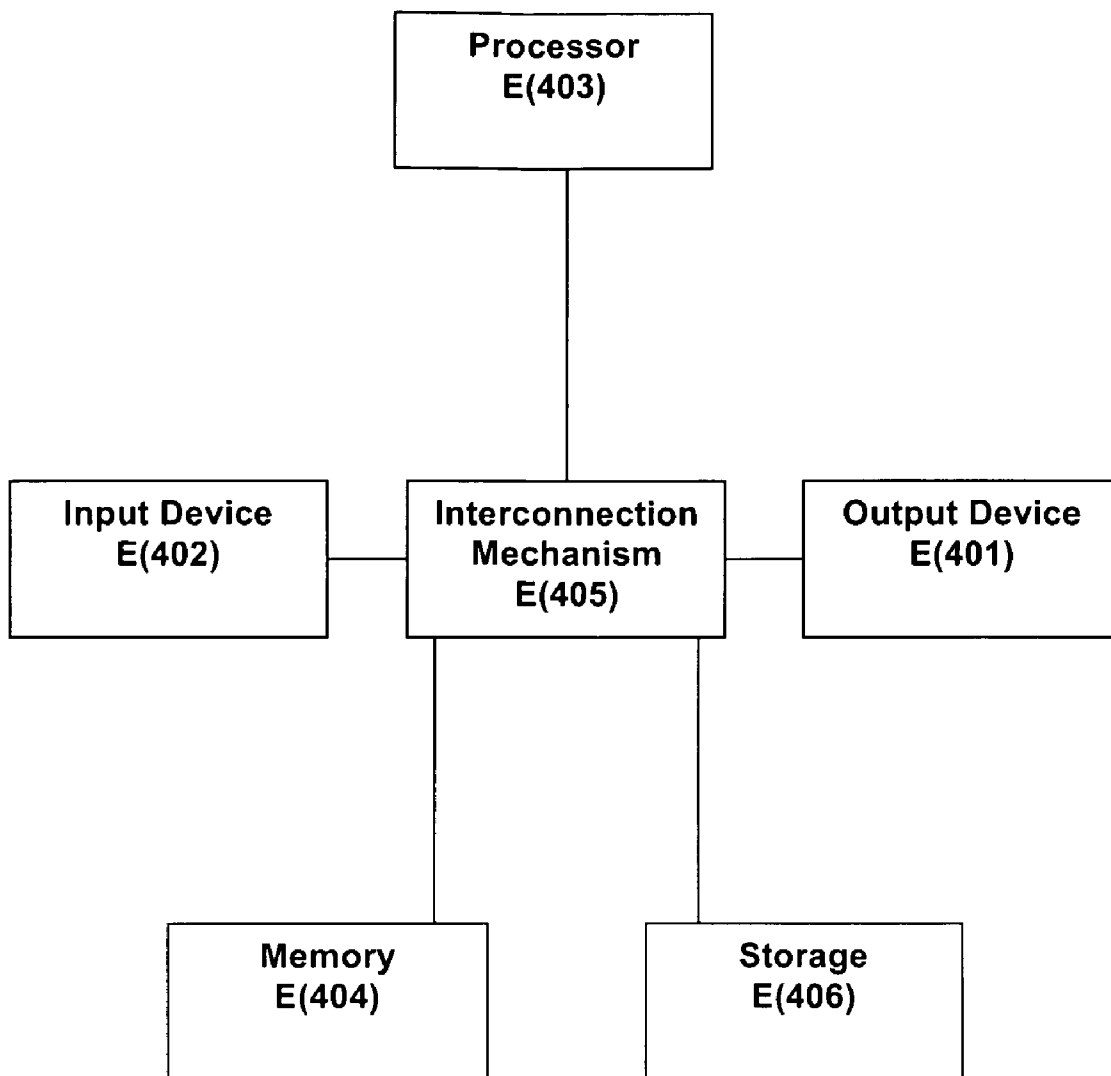 Processor
E(403)
Input Device
E(402)
Interconnection
Mechanism
E(405)
Output Device
E(401)
Memory
E(404)
Storage
E(406)